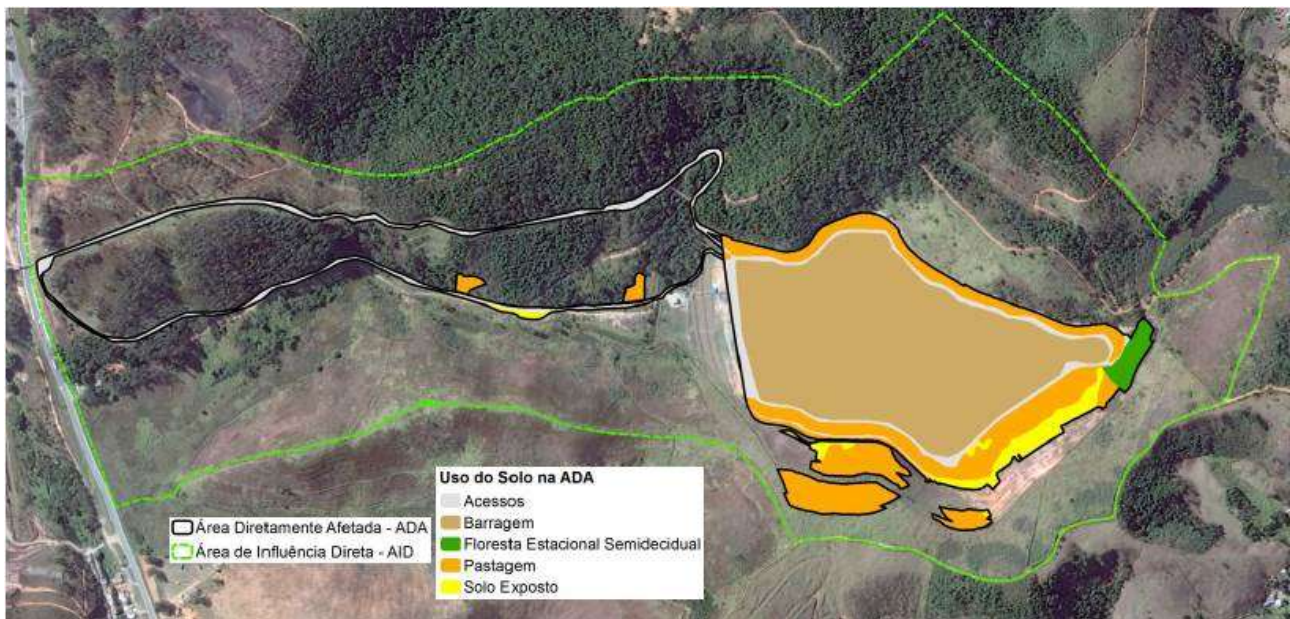 Área Diretamente Afetada - ADA
Área de Influência Direta - AID
Uso do Solo na ADA
Acessos
Barragem
Floresta Estacional Semidecidual
Pastagem
Solo Exposto